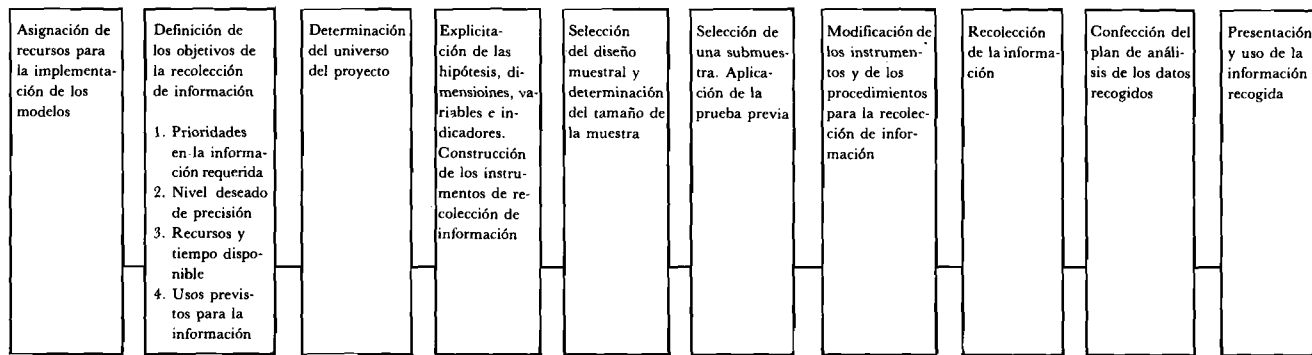 Asignación de
recursos para
la implementa-
ción de los
modelos
Definición de
los objetivos de
la recolección
de información
1. Prioridades
en la informa-
ción requerida
2. Nivel deseado
de precisión
3. Recursos y
tiempo dispo-
nible
4. Usos previs-
tos para la
información
Determinación
del universo
del proyecto
Explicita-
ción de las
hipótesis, di-
mensioines, va-
riables e in-
dicadores.
Construcción
de los instru-
mentos de re-
colección de
información
Selección
del diseño
muestral y
determinación
del tamaño de
la muestra
Selección de
una submues-
tra. Aplica-
ción de la
prueba previa
Modificación de
los instrumen-
tos y de los
procedimientos
para la recolec-
ción de infor-
mación
Recolección
de la informa-
ción
Confección del
plan de análi-
sis de los datos
recogidos
Presentación
y uso de la
información
recogida